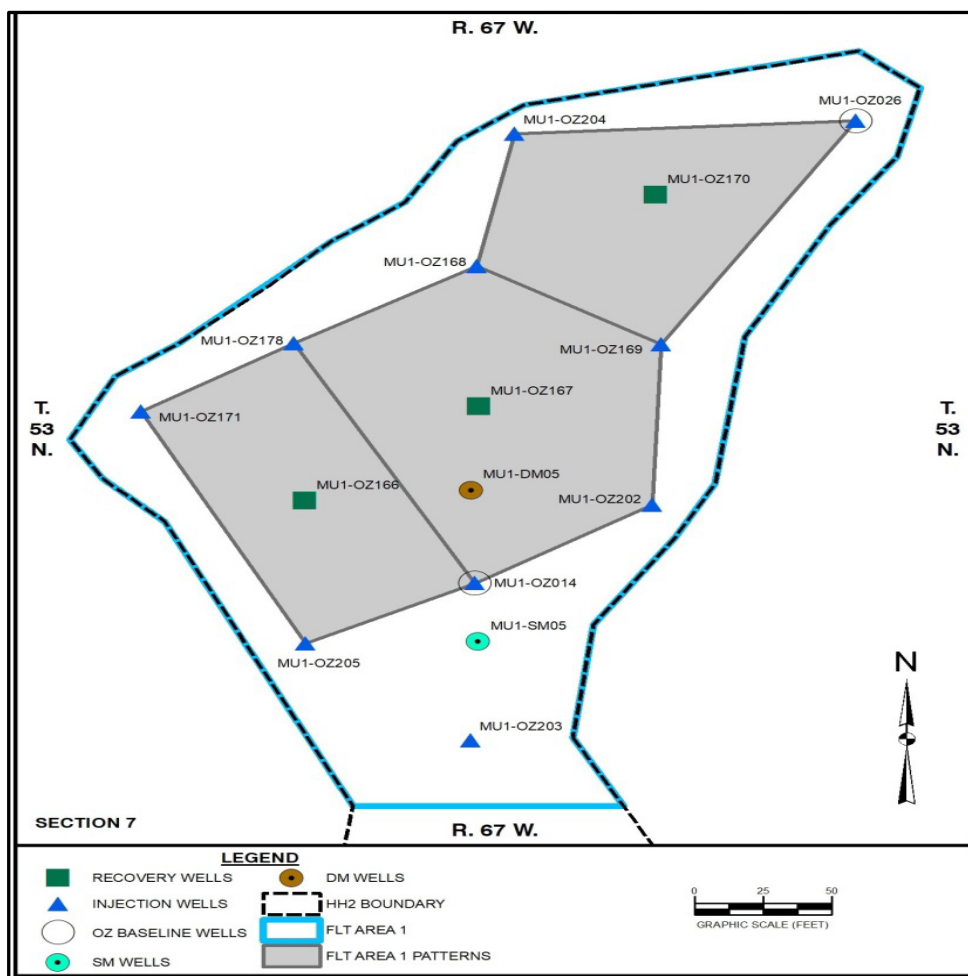 R. 67 W.
MU1-OZ026
MU1-OZ204
MU1-OZ170
MU1-OZ168
MU1-OZ178
MU1-OZ169
MU1-OZ167
MU1-OZ171
T.
53
N.
T.
53
N.
MU1-DM05
MU1-OZ166
MU1-OZ202
MU1-OZ014
MU1-SM05
MU1-OZ205
N
MU1-OZ203
SECTION 7
R. 67 W.
LEGEND
RECOVERY WELLS
INJECTION WELLS
OZ BASELINE WELLS
SM WELLS
DM WELLS
HH2 BOUNDARY
FLT AREA 1
FLT AREA 1 PATTERNS
0 25 50
GRAPHIC SCALE (FEET)